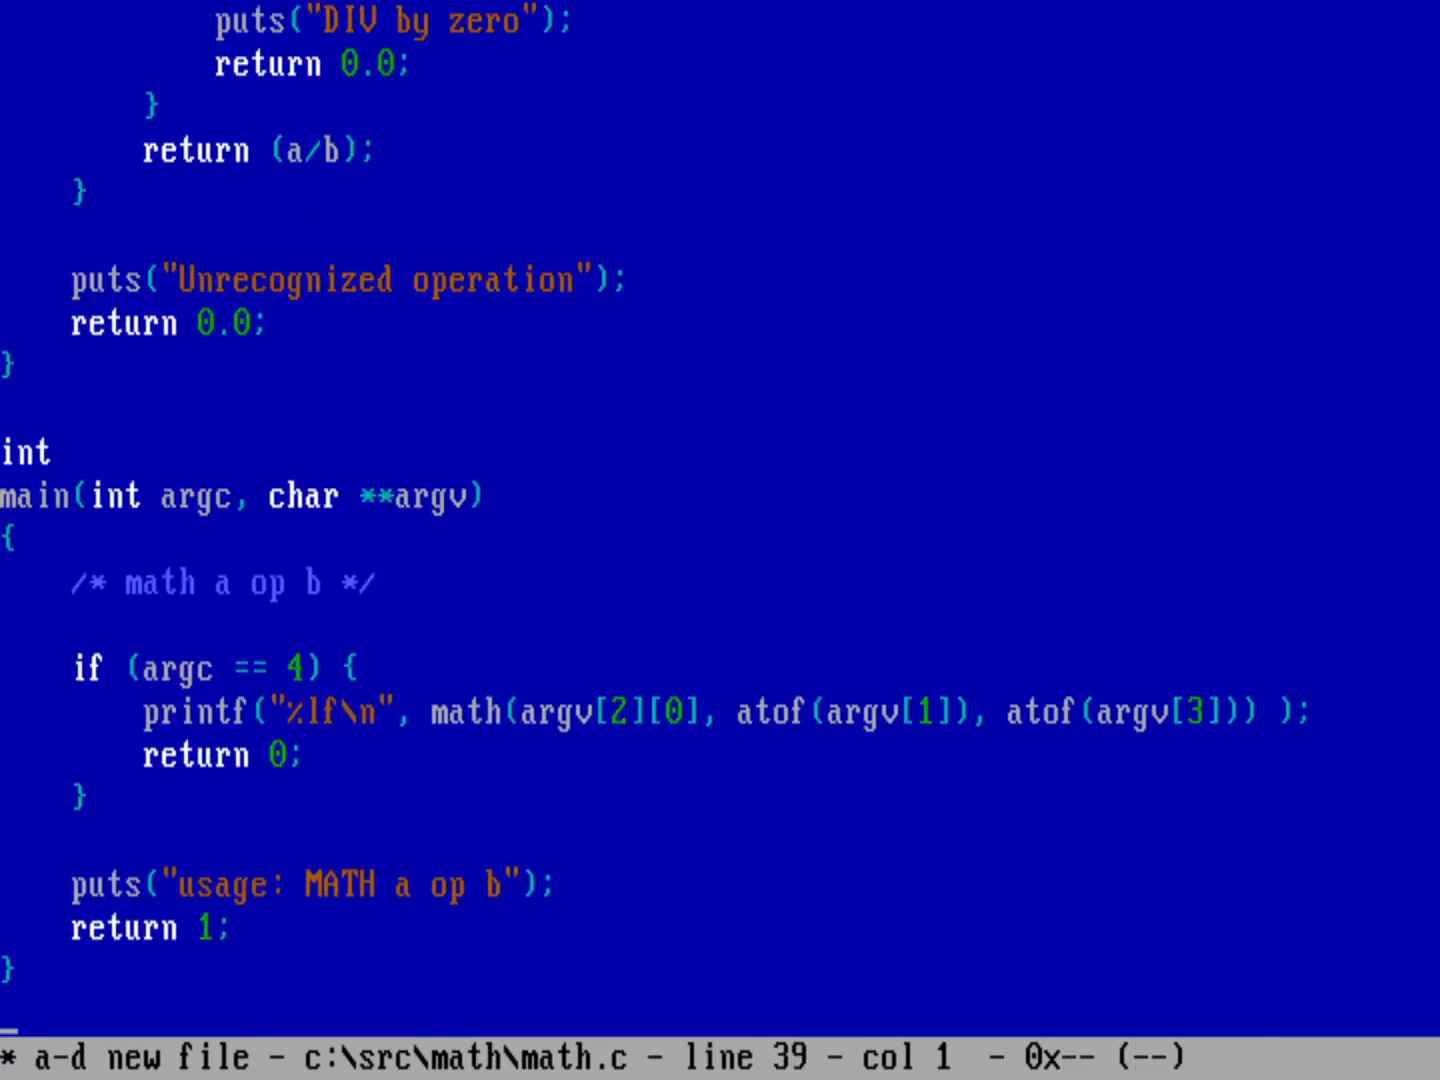 puts("DIV by zero");
            return 0.0;
        }
        return (a/b);
    }

    puts("Unrecognized operation");
    return 0.0;
}

int
main(int argc, char **argv)
{
    /* math a op b */

    if (argc == 4) {
        printf("%lf\n", math(argv[2][0], atof(argv[1]), atof(argv[3])) );
        return 0;
    }

    puts("usage: MATH a op b");
    return 1;
}

* a-d new file - c:\src\math\math.c - line 39 - col 1  - 0x-- (--)